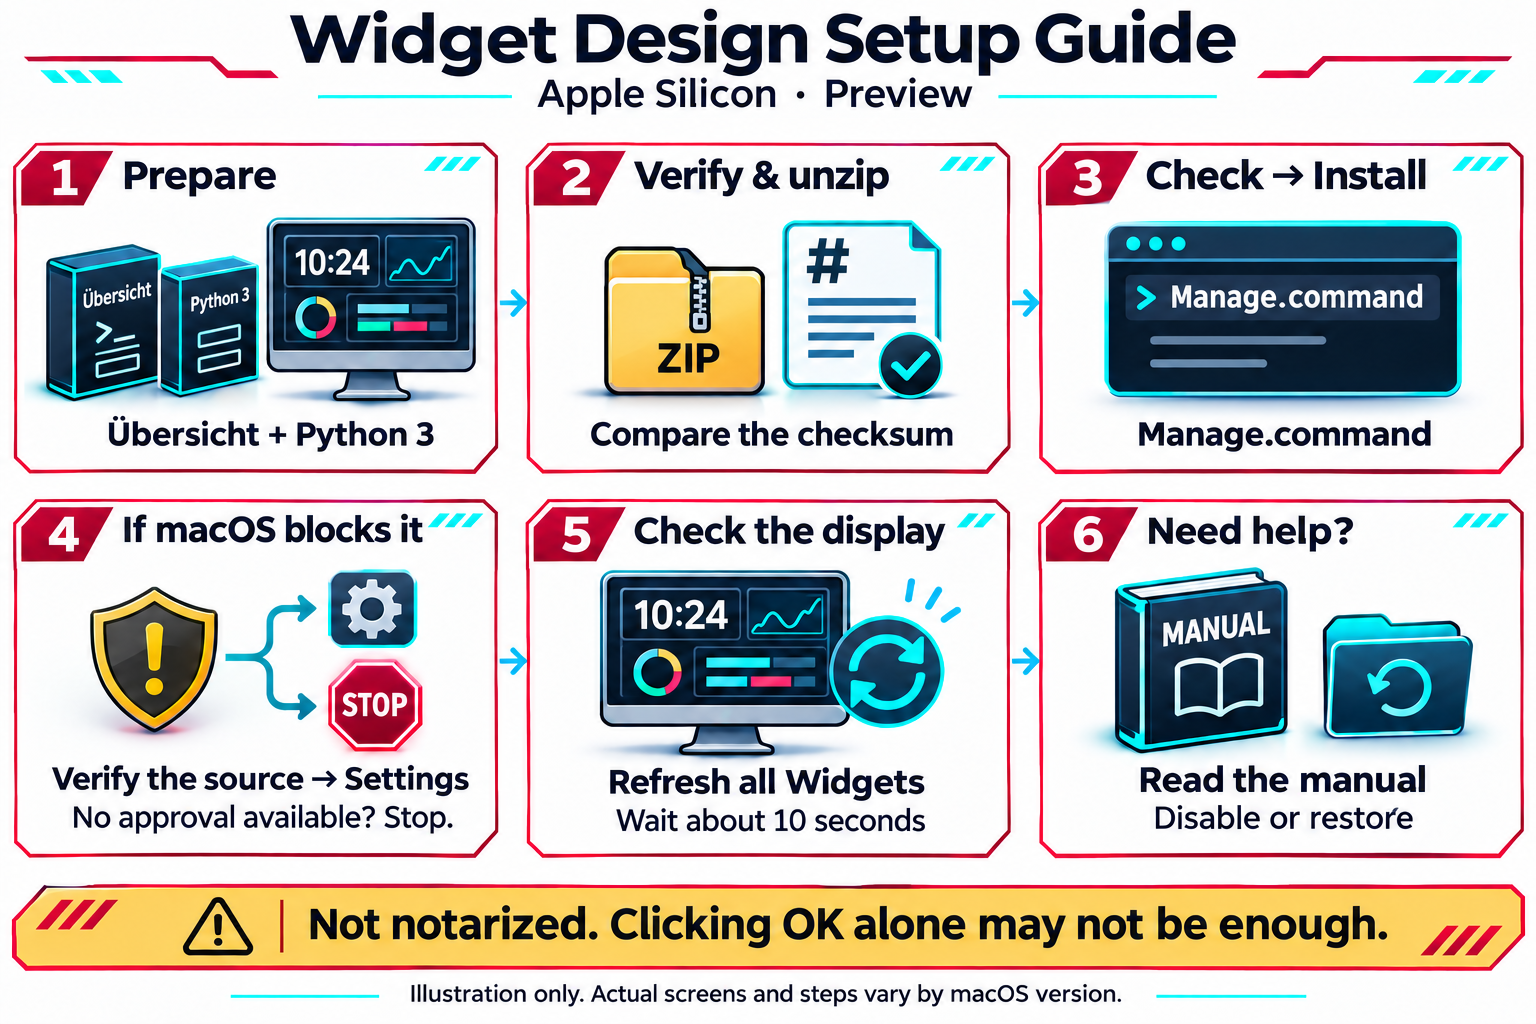 Widget Design Setup Guide
Apple Silicon · Preview
1 Prepare
Übersicht
Python 3
10:24
Übersicht + Python 3
2 Verify & unzip
ZIP
#
Compare the checksum
3 Check → Install
> Manage.command
Manage.command
4 If macOS blocks it
!
STOP
Verify the source → Settings
No approval available? Stop.
5 Check the display
10:24
Refresh all Widgets
Wait about 10 seconds
6 Need help?
MANUAL
Read the manual
Disable or restore
Not notarized. Clicking OK alone may not be enough.
Illustration only. Actual screens and steps vary by macOS version.